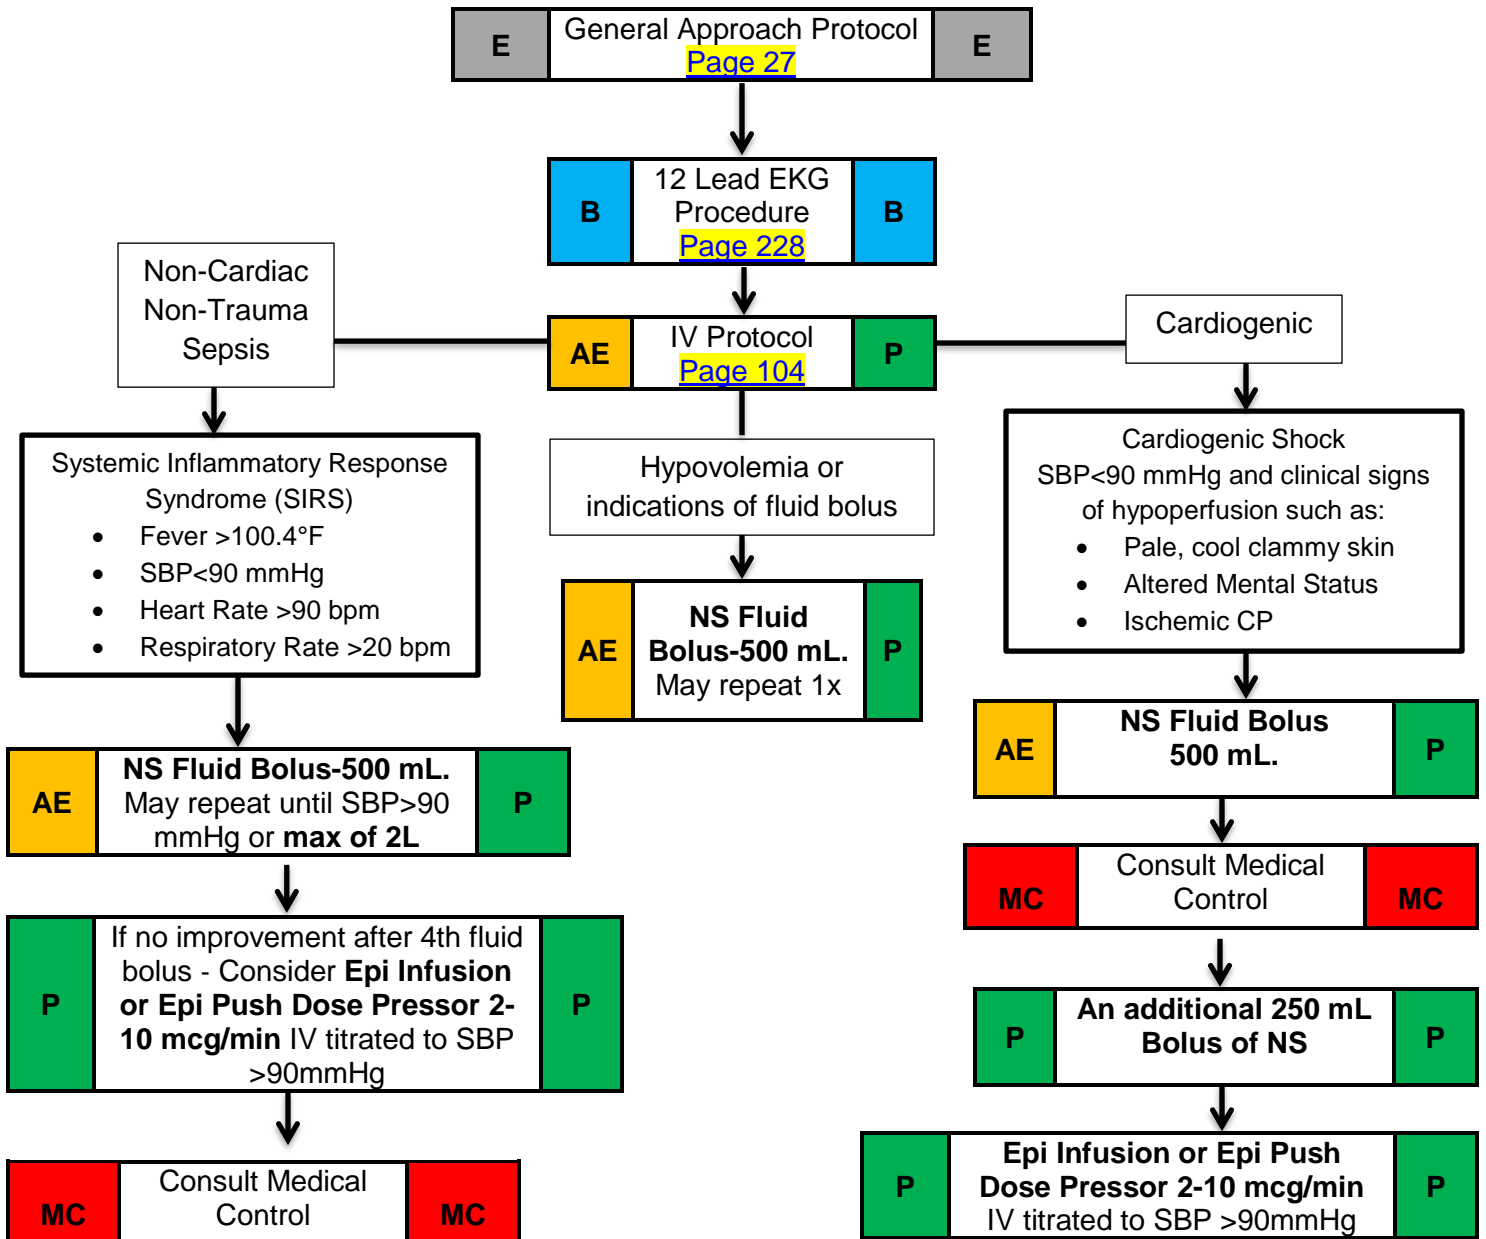 E
General Approach Protocol
Page 27
E
B
12 Lead EKG
Procedure
Page 228
B
Non-Cardiac
Non-Trauma
Sepsis
AE
IV Protocol
Page 104
P
Cardiogenic
Systemic Inflammatory Response
Syndrome (SIRS)
• Fever >100.4°F
• SBP<90 mmHg
• Heart Rate >90 bpm
• Respiratory Rate >20 bpm
Hypovolemia or
indications of fluid bolus
Cardiogenic Shock
SBP<90 mmHg and clinical signs
of hypoperfusion such as:
• Pale, cool clammy skin
• Altered Mental Status
• Ischemic CP
AE
NS Fluid
Bolus-500 mL.
May repeat 1x
P
AE
NS Fluid Bolus
500 mL.
P
AE
NS Fluid Bolus-500 mL.
May repeat until SBP>90
mmHg or max of 2L
P
MC
Consult Medical
Control
MC
P
If no improvement after 4th fluid
bolus - Consider Epi Infusion
or Epi Push Dose Pressor 2-
10 mcg/min IV titrated to SBP
>90mmHg
P
P
An additional 250 mL
Bolus of NS
P
MC
Consult Medical
Control
MC
P
Epi Infusion or Epi Push
Dose Pressor 2-10 mcg/min
IV titrated to SBP >90mmHg
P